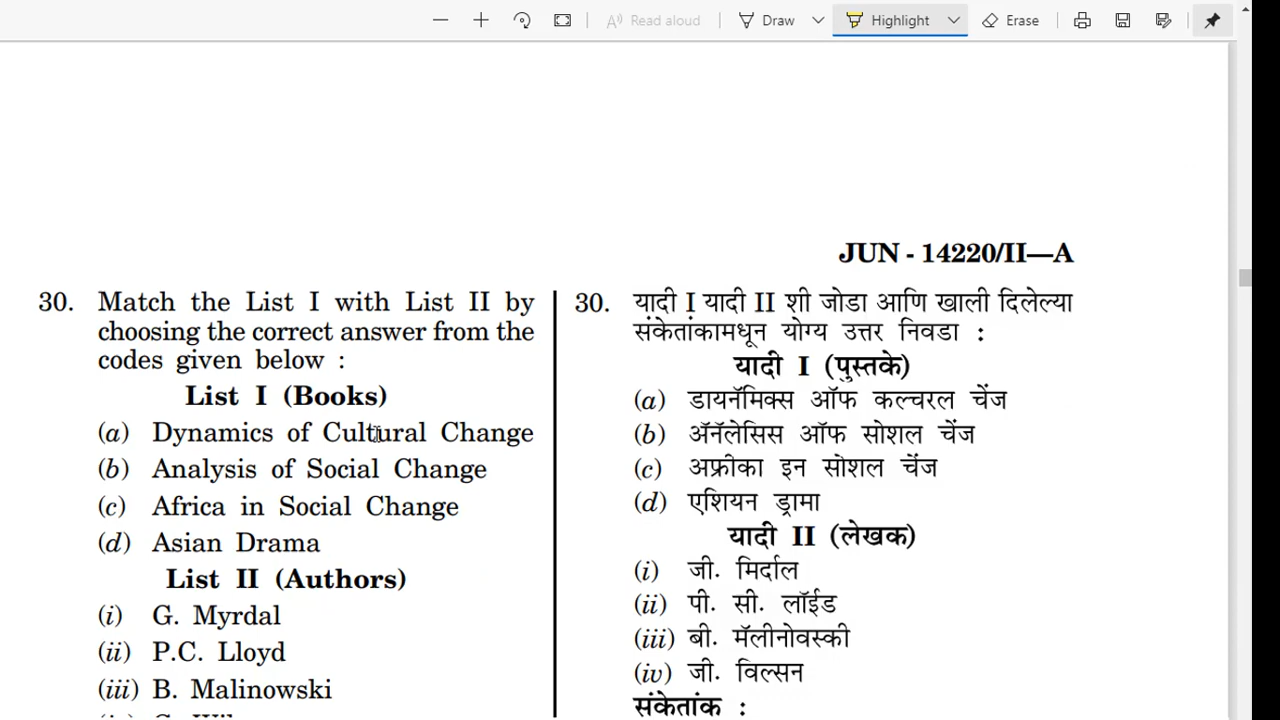 Read aloud
Draw
Highlight
Erase
JUN - 14220/II—A
30. Match the List I with List II by
choosing the correct answer from the
codes given below :
List I (Books)
(a) Dynamics of Cultural Change
(b) Analysis of Social Change
(c) Africa in Social Change
(d) Asian Drama
List II (Authors)
(i) G. Myrdal
(ii) P.C. Lloyd
(iii) B. Malinowski
30. यादी I यादी II शी जोडा आणि खाली दिलेल्या
संकेतांकामधून योग्य उत्तर निवडा :
यादी I (पुस्तके)
(a) डायनॅमिक्स ऑफ कल्चरल चेंज
(b) ॲनॅलेसिस ऑफ सोशल चेंज
(c) अफ्रीका इन सोशल चेंज
(d) एशियन ड्रामा
यादी II (लेखक)
(i) जी. मिर्दाल
(ii) पी. सी. लॉईड
(iii) बी. मॅलीनोवस्की
(iv) जी. विल्सन
संकेतांक :